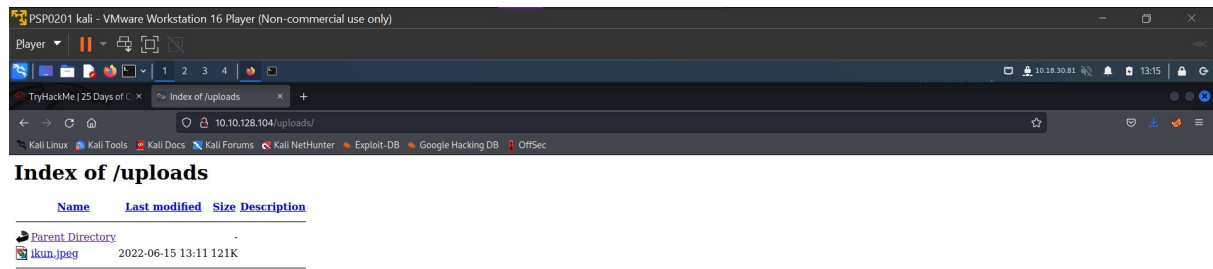 PSP0201 kali - VMware Workstation 16 Player (Non-commercial use only)
Player
1 2 3 4 10.18.30.81 13:15
TryHackMe | 25 Days of C Index of /uploads
10.10.128.104/uploads/
Kali Linux Kali Tools Kali Docs Kali Forums Kali NetHunter Exploit-DB Google Hacking DB OffSec
Index of /uploads
Name Last modified Size Description
Parent Directory -
ikun.jpeg 2022-06-15 13:11 121K